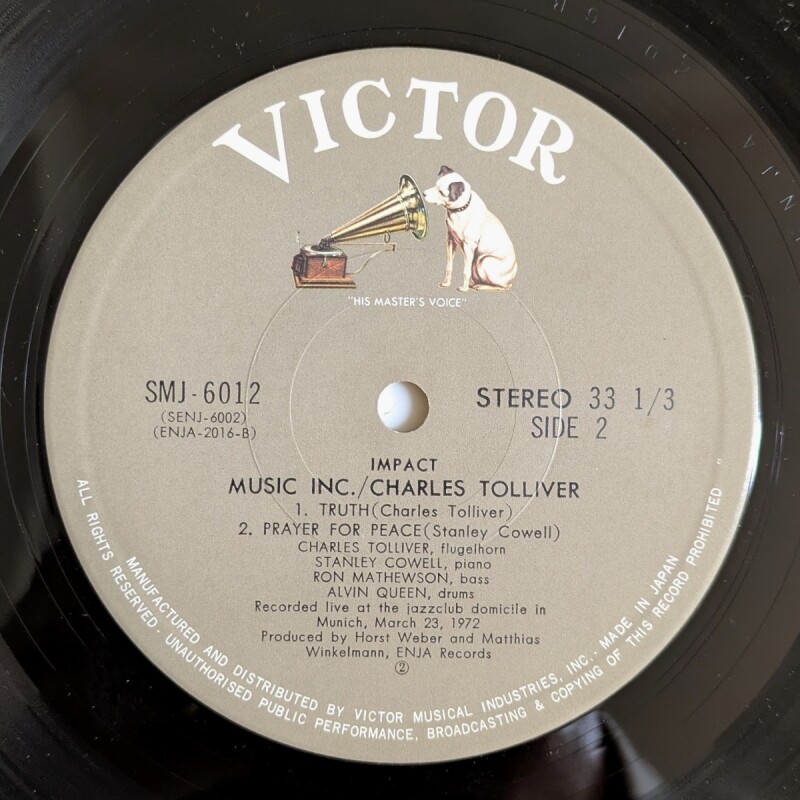 VICTOR
"HIS MASTER'S VOICE"
SMJ-6012
(SENJ-6002)
(ENJA-2016-B)
STEREO 33 1/3
SIDE 2
IMPACT
MUSIC INC./CHARLES TOLLIVER
1. TRUTH(Charles Tolliver)
2. PRAYER FOR PEACE(Stanley Cowell)
CHARLES TOLLIVER, flugelhorn
STANLEY COWELL, piano
RON MATHEWSON, bass
ALVIN QUEEN, drums
Recorded live at the jazzclub domicile in
Munich, March 23, 1972
Produced by Horst Weber and Matthias
Winkelmann, ENJA Records
②
MANUFACTURED AND DISTRIBUTED BY VICTOR MUSICAL INDUSTRIES, INC. · MADE IN JAPAN
ALL RIGHTS RESERVED · UNAUTHORISED PUBLIC PERFORMANCE, BROADCASTING & COPYING OF THIS RECORD PROHIBITED "